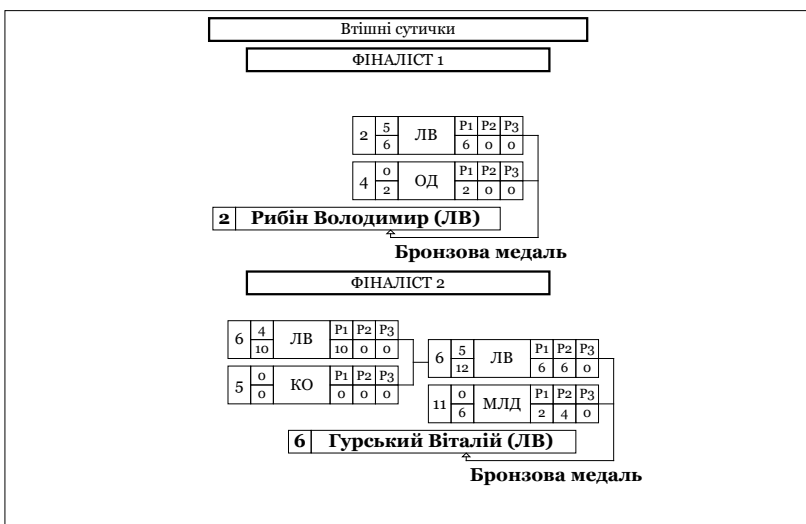 Втішні сутички
ФІНАЛІСТ 1
2 5 ЛВ P1 P2 P3
6 6 0 0
4 0 ОД P1 P2 P3
2 2 0 0
2 Рибін Володимир (ЛВ)
Бронзова медаль
ФІНАЛІСТ 2
6 4 ЛВ P1 P2 P3
10 10 0 0
5 0 КО P1 P2 P3
0 0 0 0
6 5 ЛВ P1 P2 P3
12 6 6 0
11 0 МЛД P1 P2 P3
6 2 4 0
6 Гурський Віталій (ЛВ)
Бронзова медаль